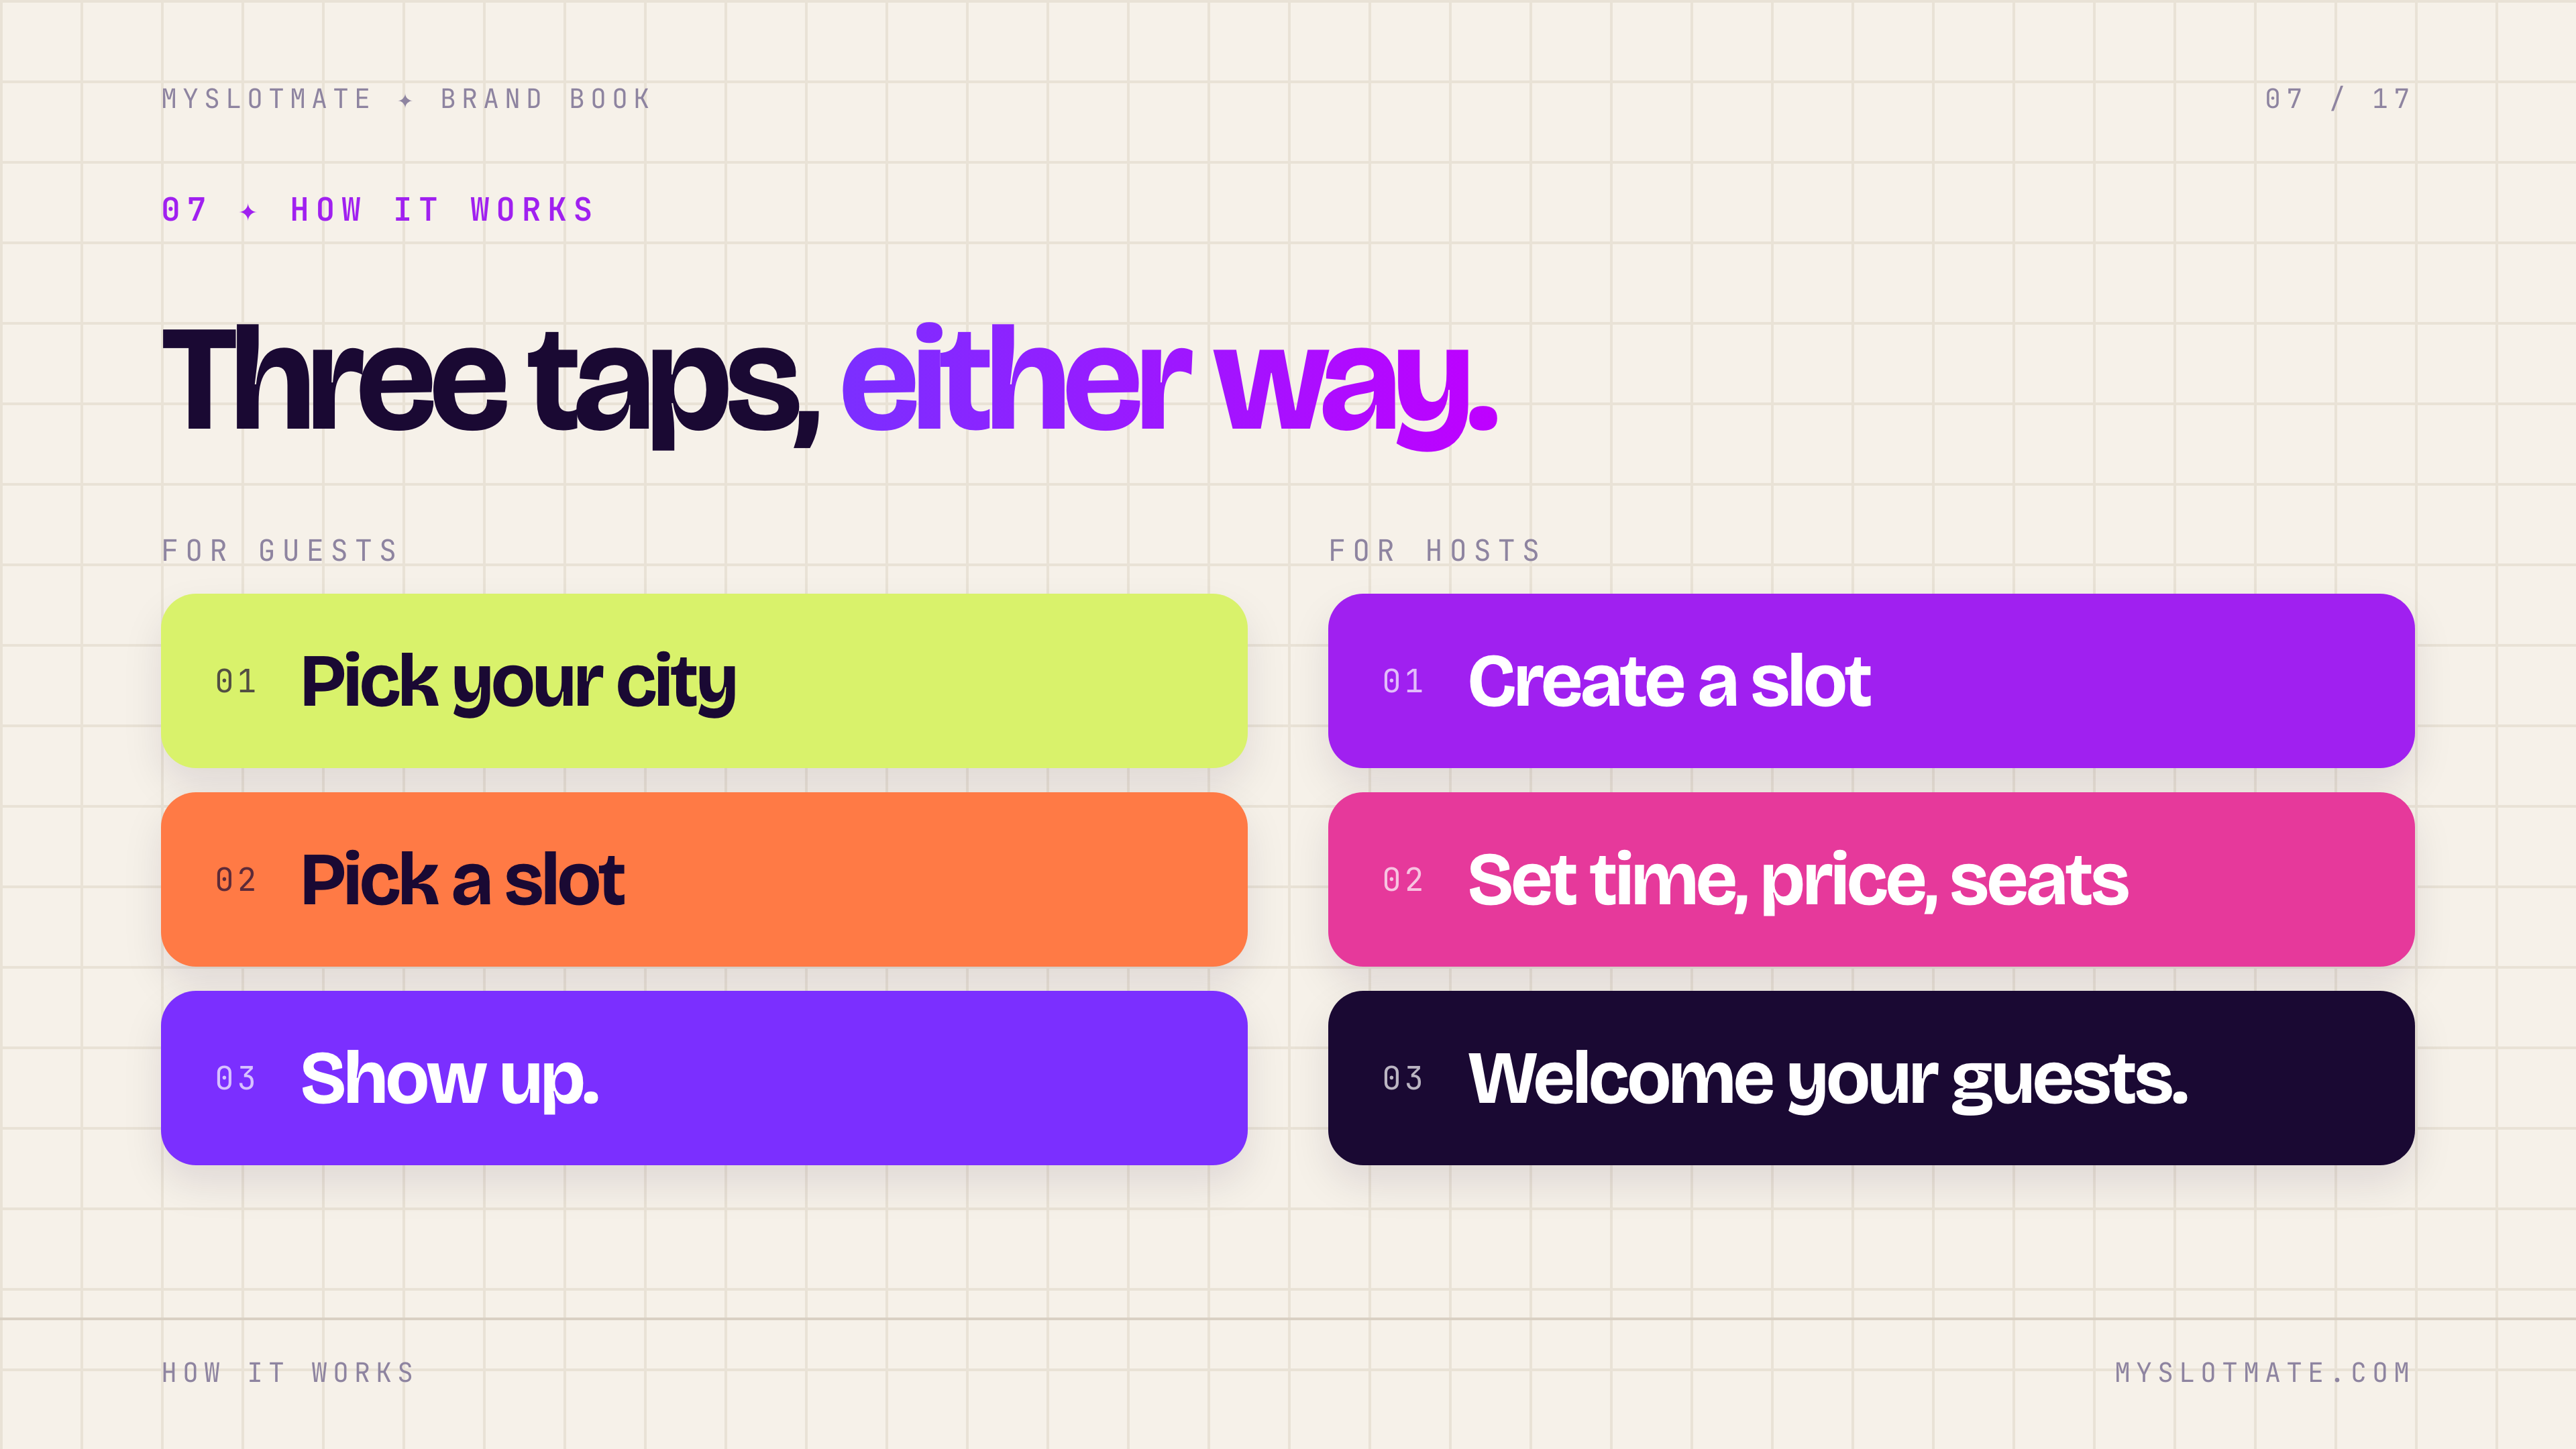 MYSLOTMATE ✦ BRAND BOOK
07 / 17
07 ✦ HOW IT WORKS
Three taps, either way.
FOR GUESTS
01 Pick your city
02 Pick a slot
03 Show up.
FOR HOSTS
01 Create a slot
02 Set time, price, seats
03 Welcome your guests.
HOW IT WORKS
MYSLOTMATE.COM